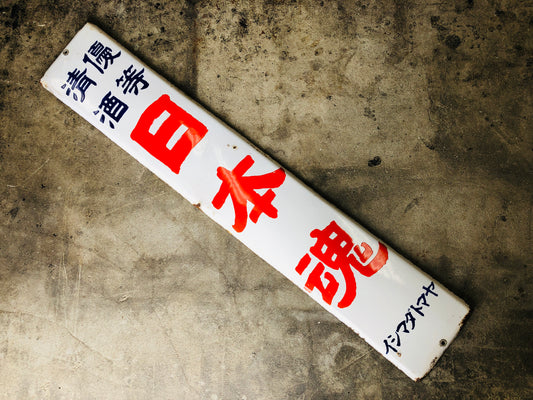 優等
清酒
日本魂
ヤマトダマシイ